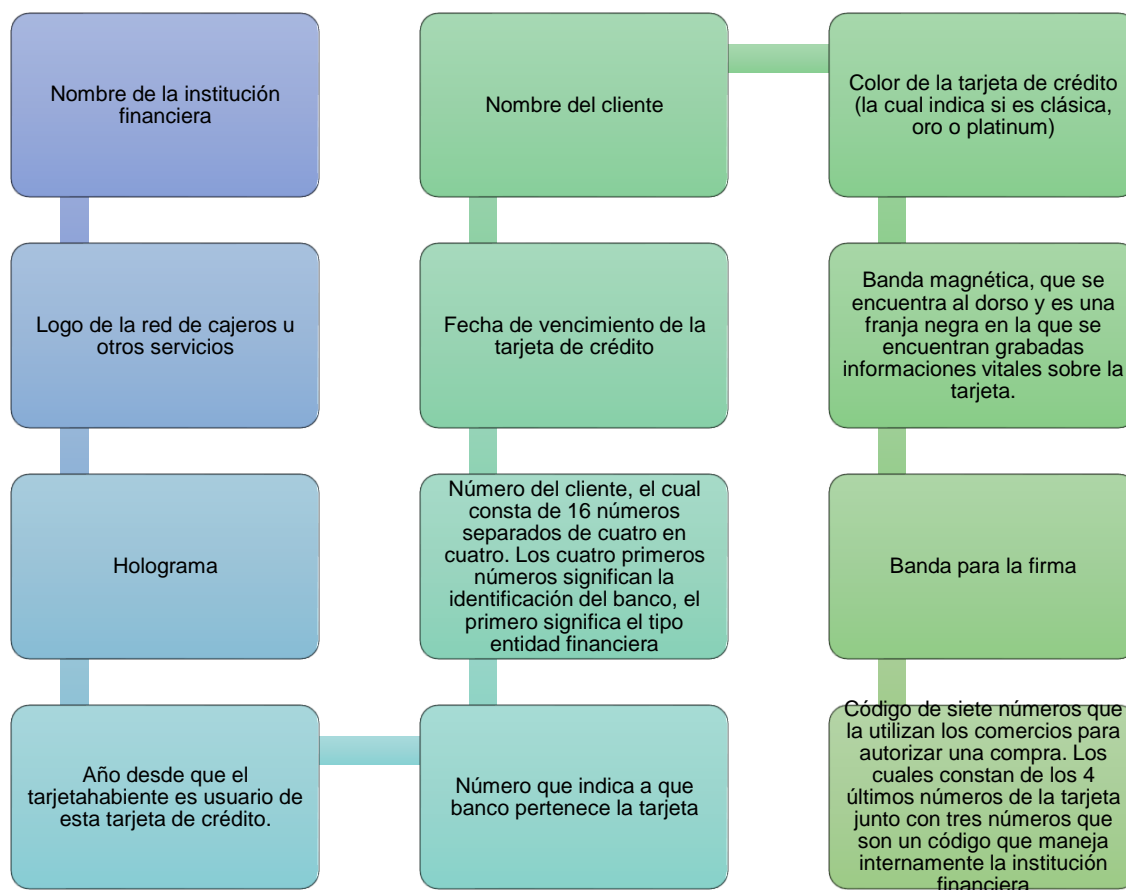 Nombre de la institución
financiera
Logo de la red de cajeros u
otros servicios
Holograma
Año desde que el
tarjetahabiente es usuario de
esta tarjeta de crédito.
Número que indica a que
banco pertenece la tarjeta
Número del cliente, el cual
consta de 16 números
separados de cuatro en
cuatro. Los cuatro primeros
números significan la
identificación del banco, el
primero significa el tipo
entidad financiera
Fecha de vencimiento de la
tarjeta de crédito
Nombre del cliente
Color de la tarjeta de crédito
(la cual indica si es clásica,
oro o platinum)
Banda magnética, que se
encuentra al dorso y es una
franja negra en la que se
encuentran grabadas
informaciones vitales sobre la
tarjeta.
Banda para la firma
Código de siete números que
la utilizan los comercios para
autorizar una compra. Los
cuales constan de los 4
últimos números de la tarjeta
junto con tres números que
son un código que maneja
internamente la institución
financiera